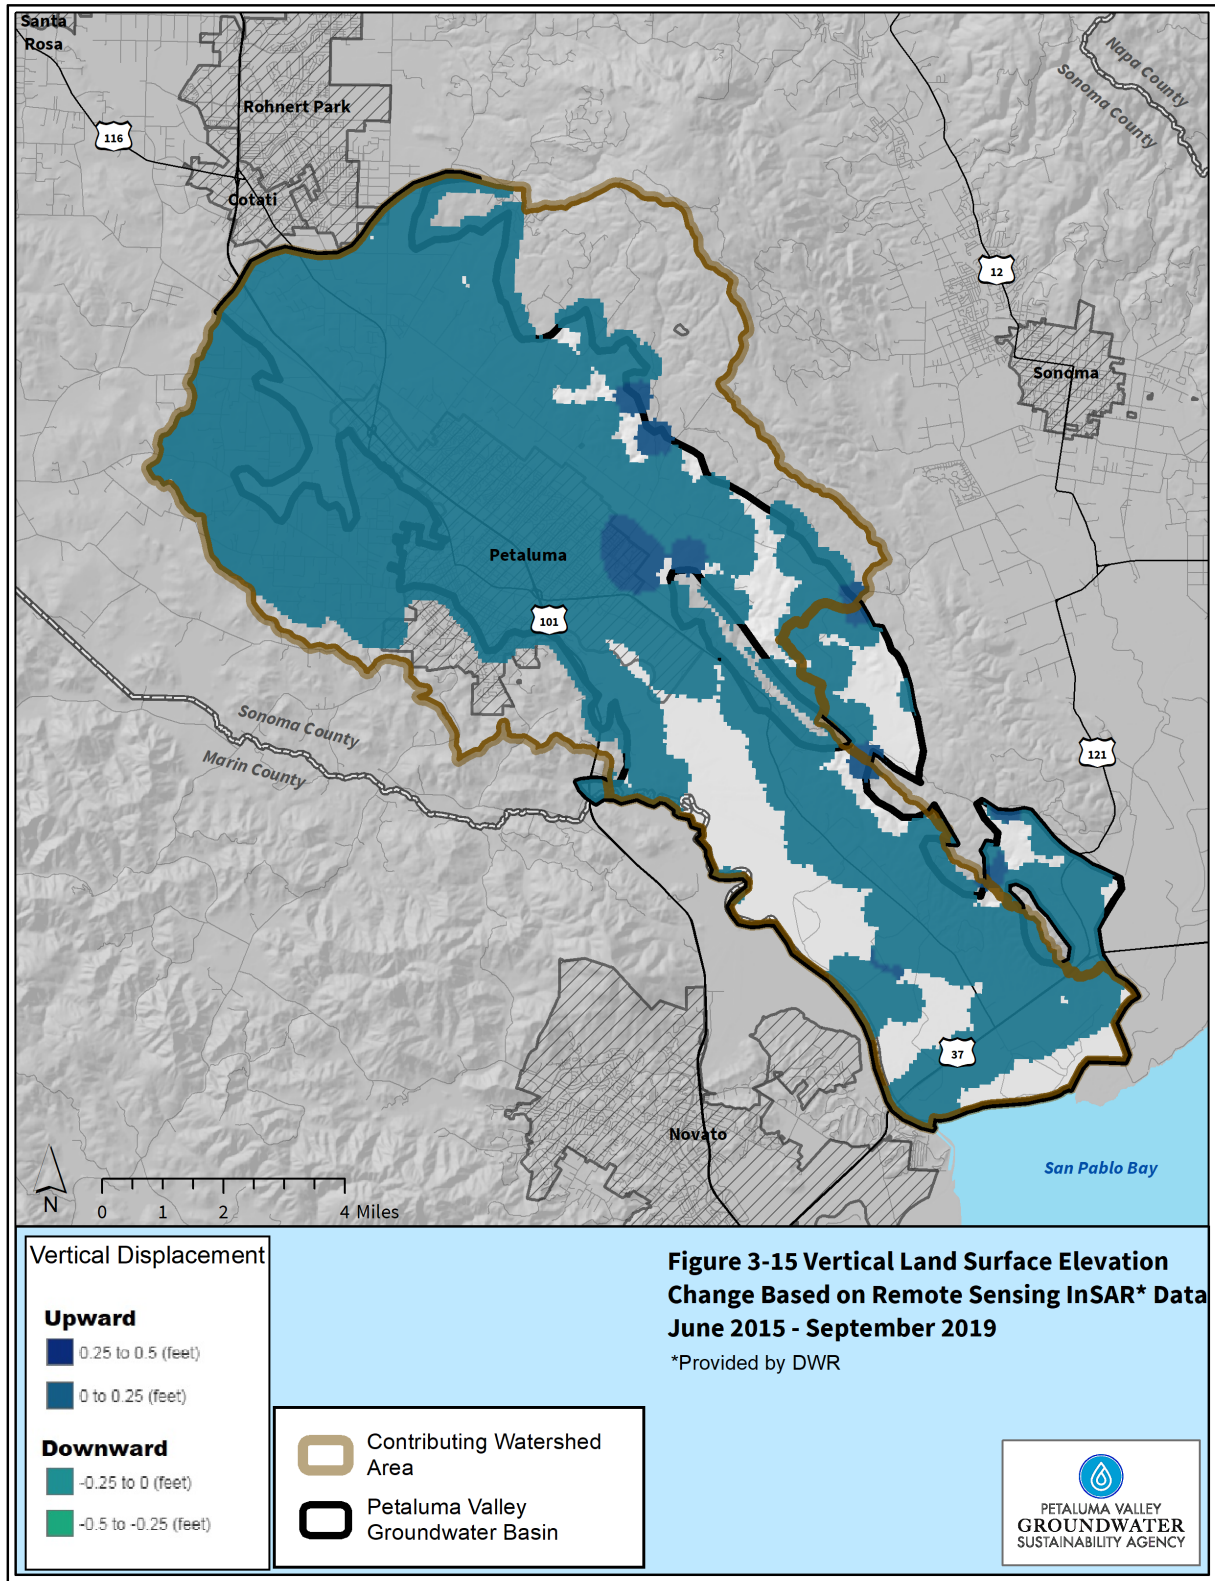 Santa
Rosa
Napa County
Sonoma County
Rohnert Park
116
Cotati
12
Sonoma
Petaluma
101
Sonoma County
Marin County
121
37
Novato
San Pablo Bay
N
0 1 2 4 Miles
Vertical Displacement
Upward
0.25 to 0.5 (feet)
0 to 0.25 (feet)
Downward
-0.25 to 0 (feet)
-0.5 to -0.25 (feet)
Contributing Watershed
Area
Petaluma Valley
Groundwater Basin
Figure 3-15 Vertical Land Surface Elevation
Change Based on Remote Sensing InSAR* Data
June 2015 - September 2019
*Provided by DWR
PETALUMA VALLEY
GROUNDWATER
SUSTAINABILITY AGENCY